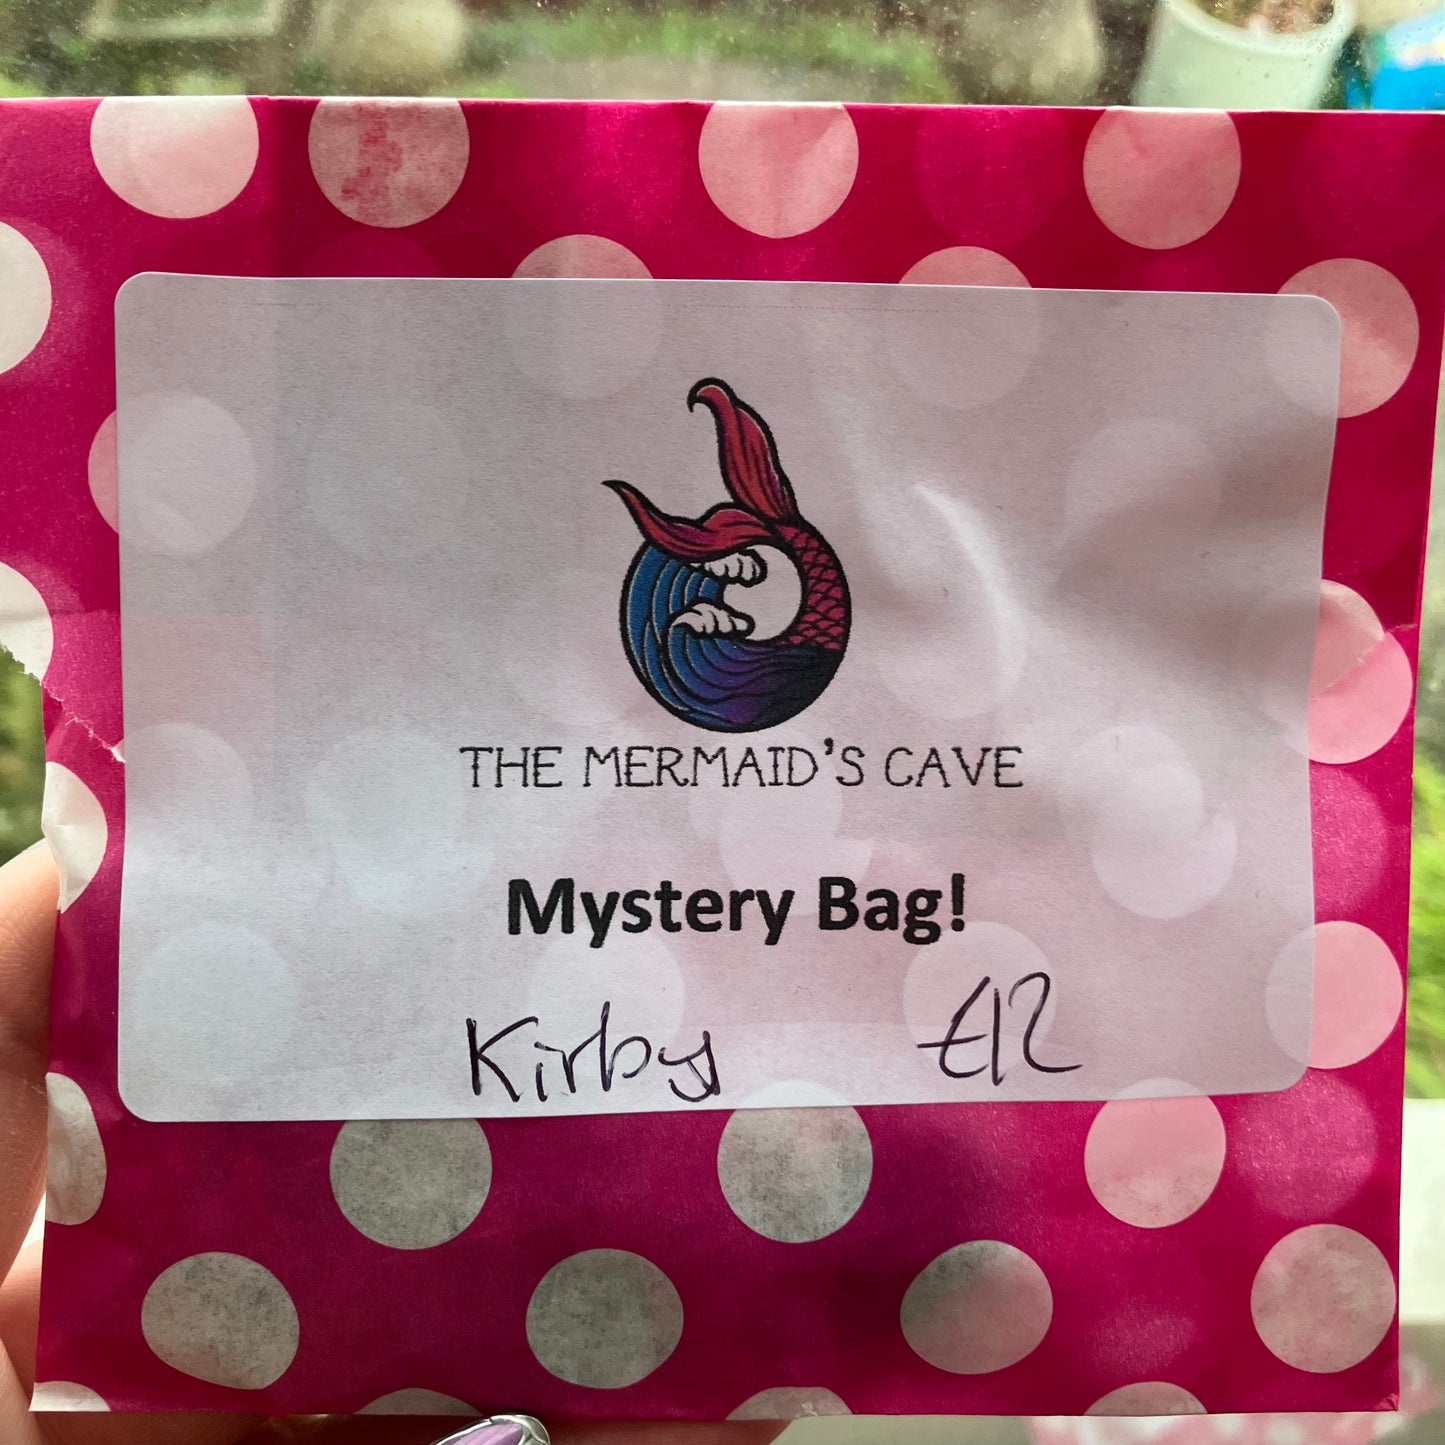 THE MERMAID'S CAVE
Mystery Bag!
Kirby £12